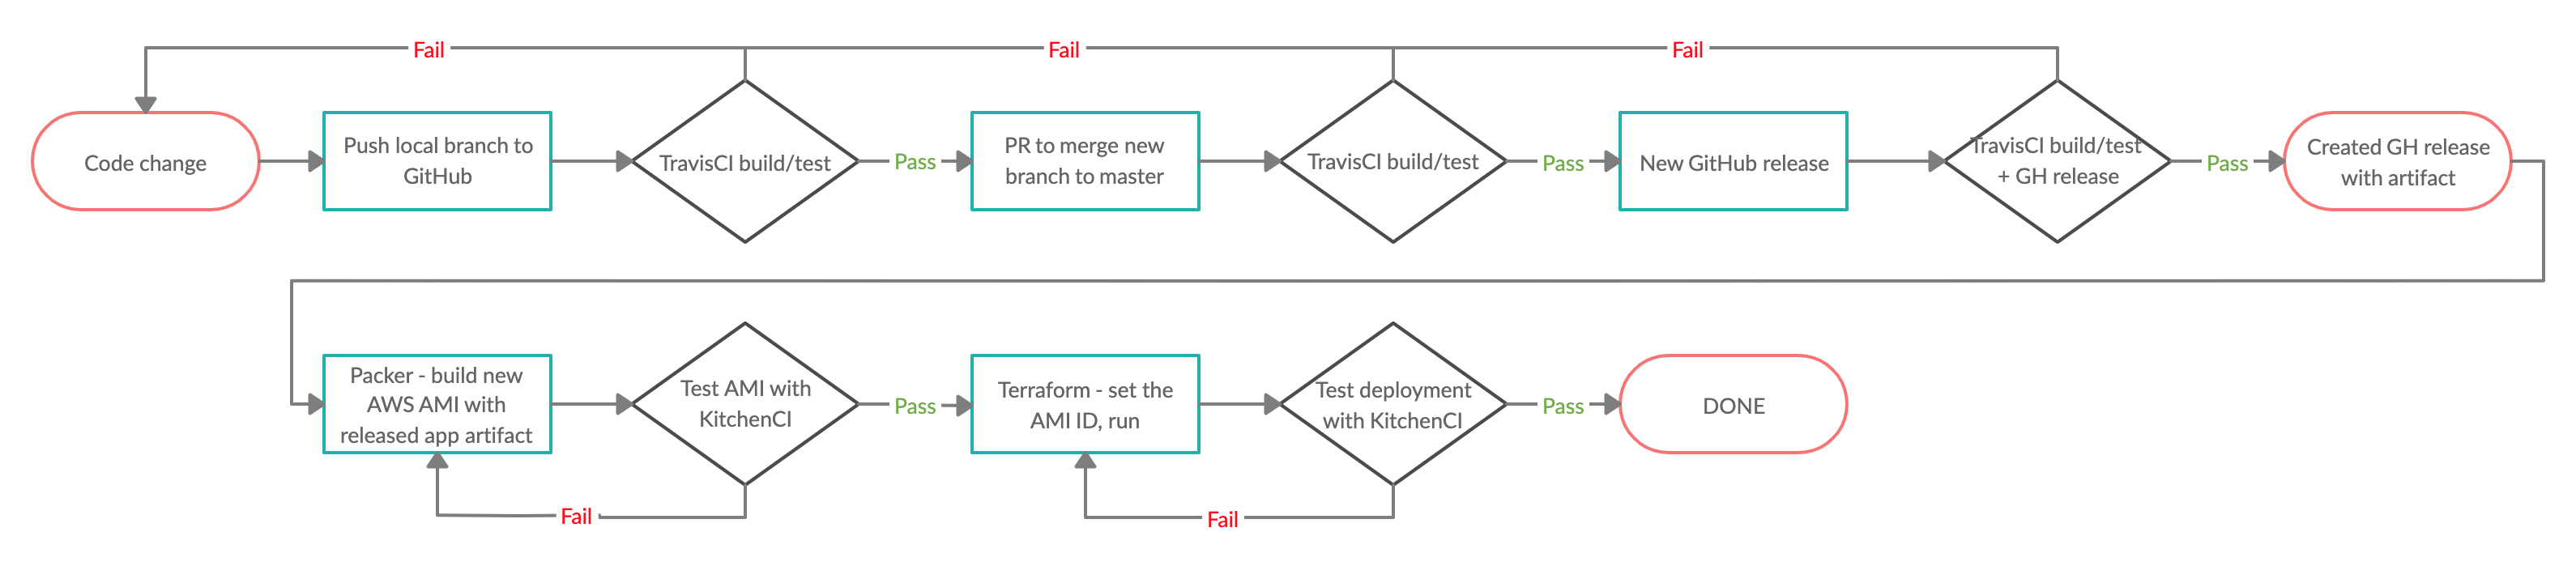 Fail
Fail
Fail
Code change
Push local branch to
GitHub
TravisCI build/test
Pass
PR to merge new
branch to master
TravisCI build/test
Pass
New GitHub release
TravisCI build/test
+ GH release
Pass
Created GH release
with artifact
Packer - build new
AWS AMI with
released app artifact
Test AMI with
KitchenCI
Pass
Terraform - set the
AMI ID, run
Test deployment
with KitchenCI
Pass
DONE
Fail
Fail